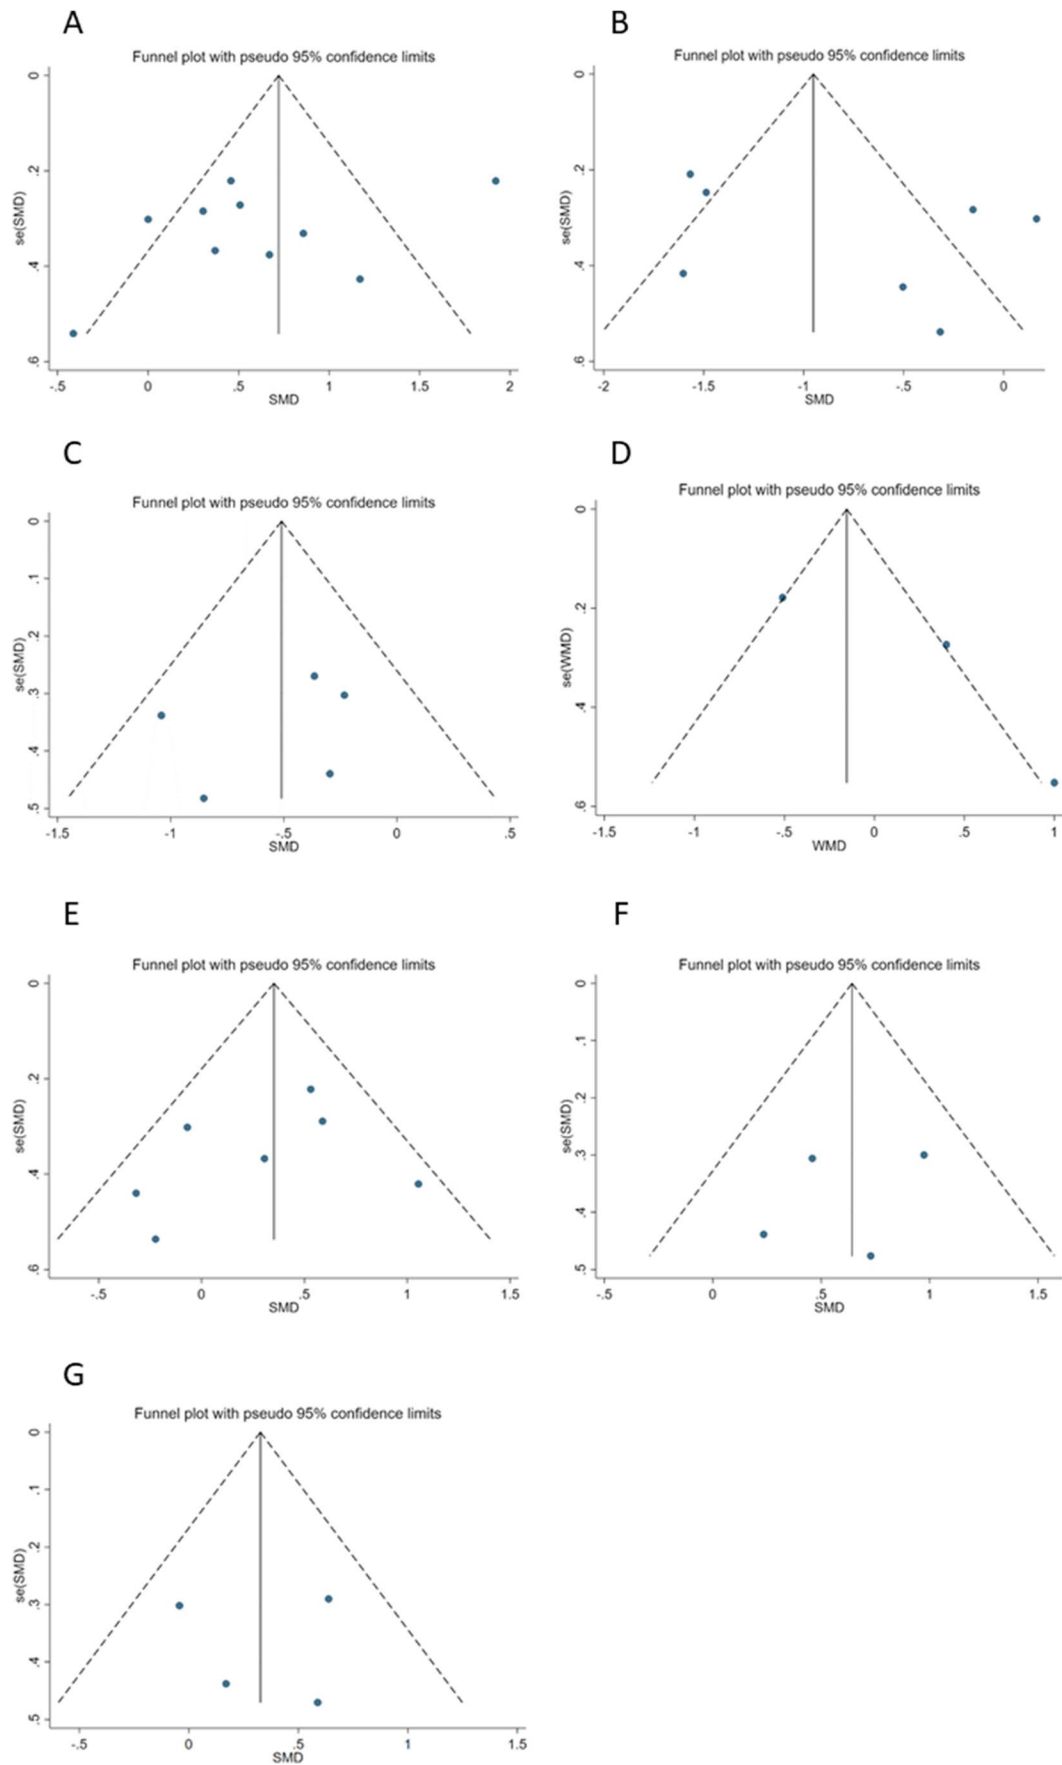 A
Funnel plot with pseudo 95% confidence limits
0
.2
.4
.6
se(SMD)
-.5 0 .5 1 1.5 2
SMD
B
Funnel plot with pseudo 95% confidence limits
0
.2
.4
.6
se(SMD)
-2 -1.5 -1 -.5 0
SMD
C
Funnel plot with pseudo 95% confidence limits
0
.1
.2
.3
.4
.5
se(SMD)
-1.5 -1 -.5 0 .5
SMD
D
Funnel plot with pseudo 95% confidence limits
0
.2
.4
.6
se(WMD)
-1.5 -1 -.5 0 .5 1
WMD
E
Funnel plot with pseudo 95% confidence limits
0
.2
.4
.6
se(SMD)
-.5 0 .5 1 1.5
SMD
F
Funnel plot with pseudo 95% confidence limits
0
.1
.2
.3
.4
.5
se(SMD)
-.5 0 .5 1 1.5
SMD
G
Funnel plot with pseudo 95% confidence limits
0
.1
.2
.3
.4
.5
se(SMD)
-.5 0 .5 1 1.5
SMD